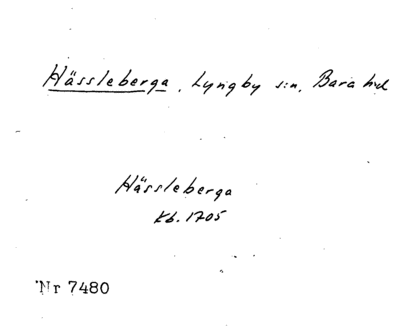 Hässleberga, Lyngby s:n, Bara hd
Hässleberga
Kb. 1705
Nr 7480